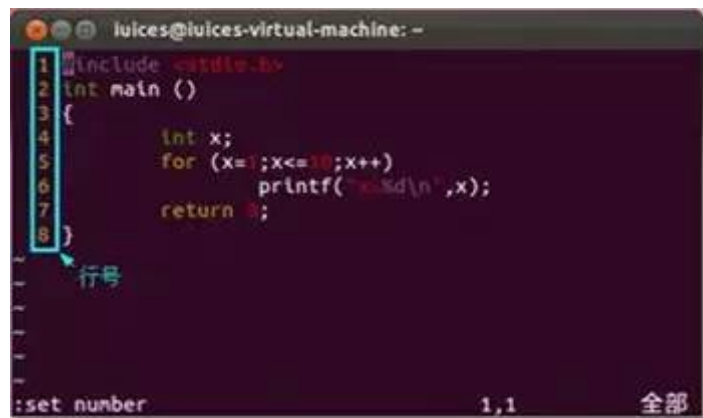 iuices@iuices-virtual-machine: ~
1 #include <stdio.h>
2 int main ()
3 {
4 int x;
5 for (x=1;x<=10;x++)
6 printf("x=%d\n",x);
7 return 0;
8 }
~
行号
~
~
~
~
~
:set number 1,1 全部